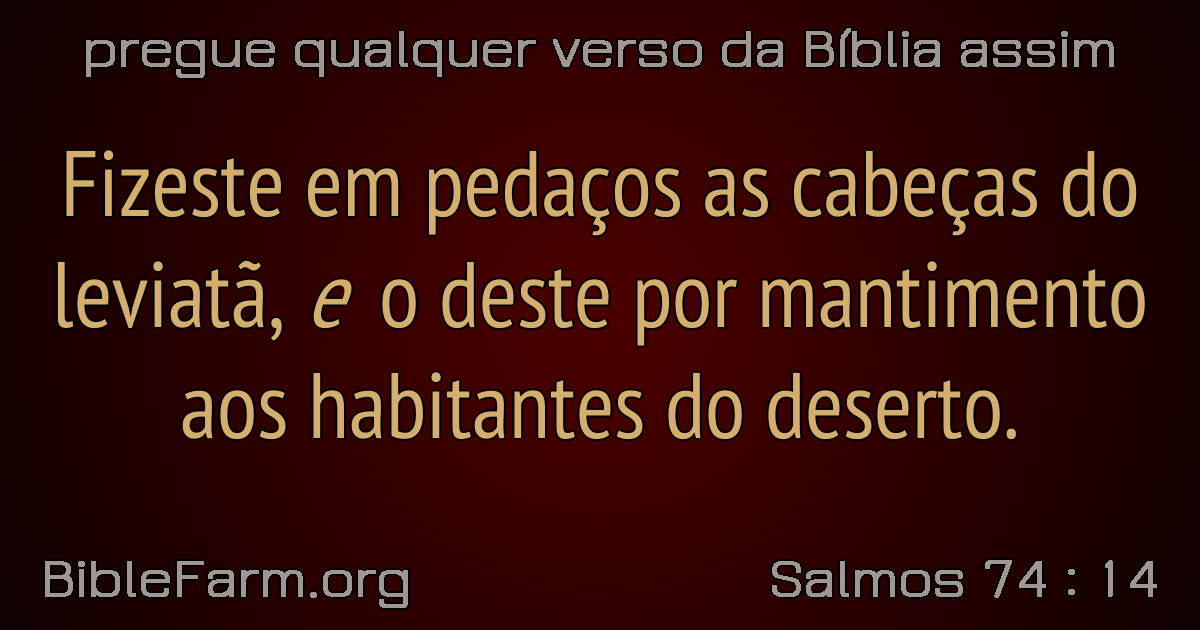 pregue qualquer verso da Bíblia assim
Fizeste em pedaços as cabeças do
leviatã, e o deste por mantimento
aos habitantes do deserto.
BibleFarm.org
Salmos 74 : 14